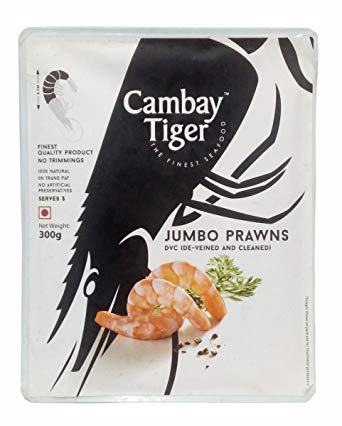 Cambay™
Tiger
THE FINEST SEAFOOD
FINEST
QUALITY PRODUCT
NO TRIMMINGS
100% NATURAL
0% TRANS FAT
NO ARTIFICIAL
PRESERVATIVES
SERVES 3
Net Weight:
300g
JUMBO PRAWNS
DVC (DE-VEINED AND CLEANED)